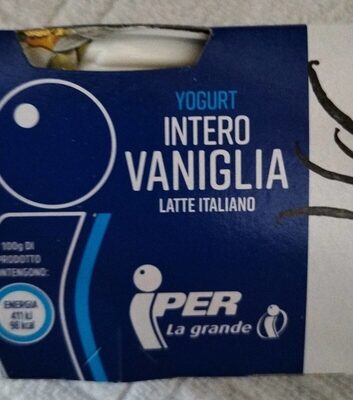 YOGURT
INTERO
VANIGLIA
LATTE ITALIANO
100g DI
PRODOTTO
CONTENGONO:
ENERGIA
411 kJ
98 kcal
iPER
La grande i